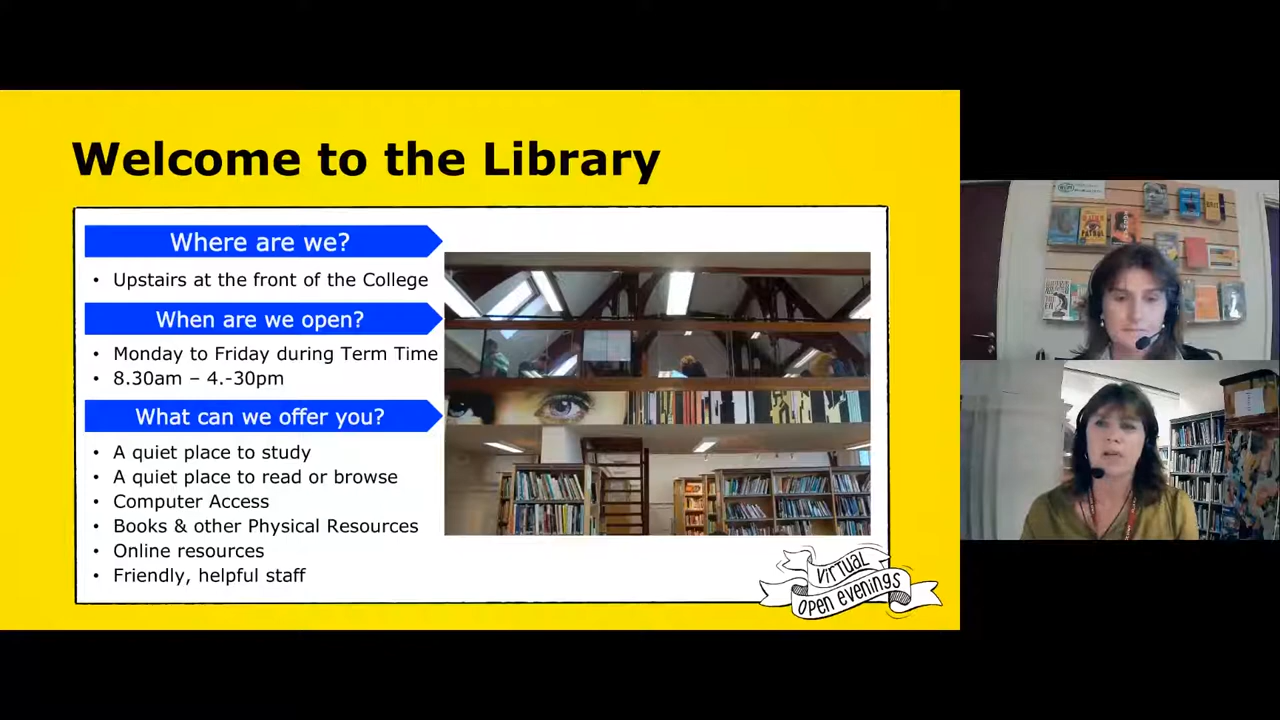 Welcome to the Library
Where are we?
• Upstairs at the front of the College
When are we open?
• Monday to Friday during Term Time
• 8.30am – 4.-30pm
What can we offer you?
• A quiet place to study
• A quiet place to read or browse
• Computer Access
• Books & other Physical Resources
• Online resources
• Friendly, helpful staff
VIRTUAL
OPEN EVENINGS